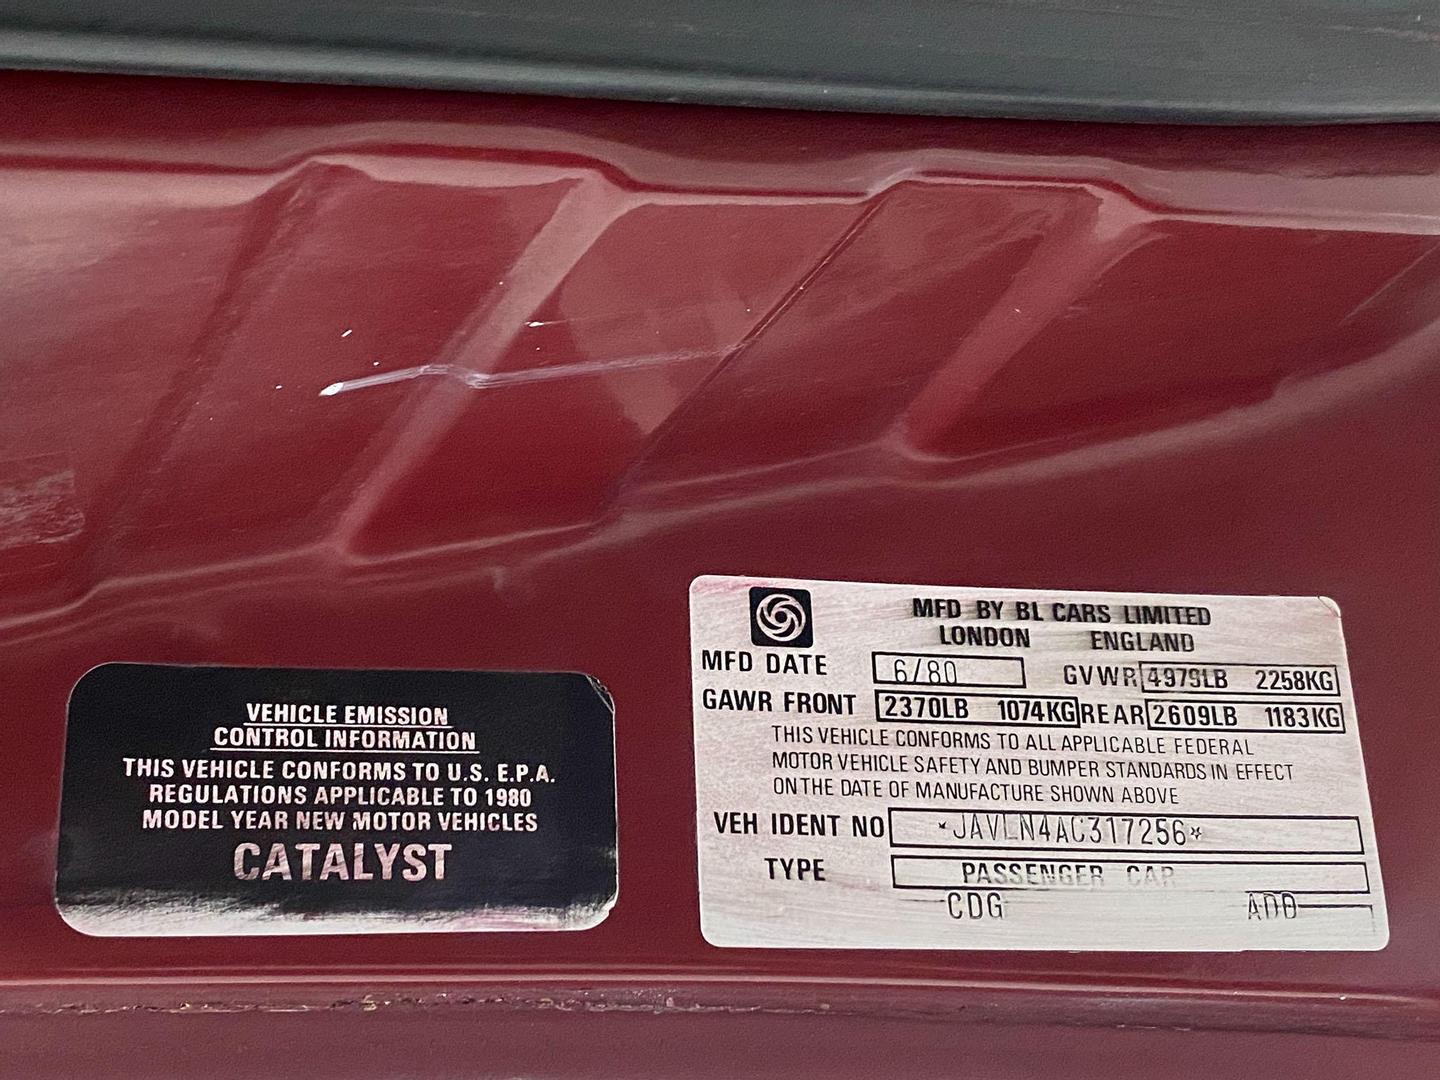 VEHICLE EMISSION
CONTROL INFORMATION
THIS VEHICLE CONFORMS TO U.S. E.P.A.
REGULATIONS APPLICABLE TO 1980
MODEL YEAR NEW MOTOR VEHICLES
CATALYST
MFD BY BL CARS LIMITED
LONDON ENGLAND
MFD DATE 6/80 GVWR 4979LB 2258KG
GAWR FRONT 2370LB 1074KG REAR 2609LB 1183KG
THIS VEHICLE CONFORMS TO ALL APPLICABLE FEDERAL
MOTOR VEHICLE SAFETY AND BUMPER STANDARDS IN EFFECT
ON THE DATE OF MANUFACTURE SHOWN ABOVE
VEH IDENT NO *JAVLN4AC317256*
TYPE PASSENGER CAR
CDG ADD